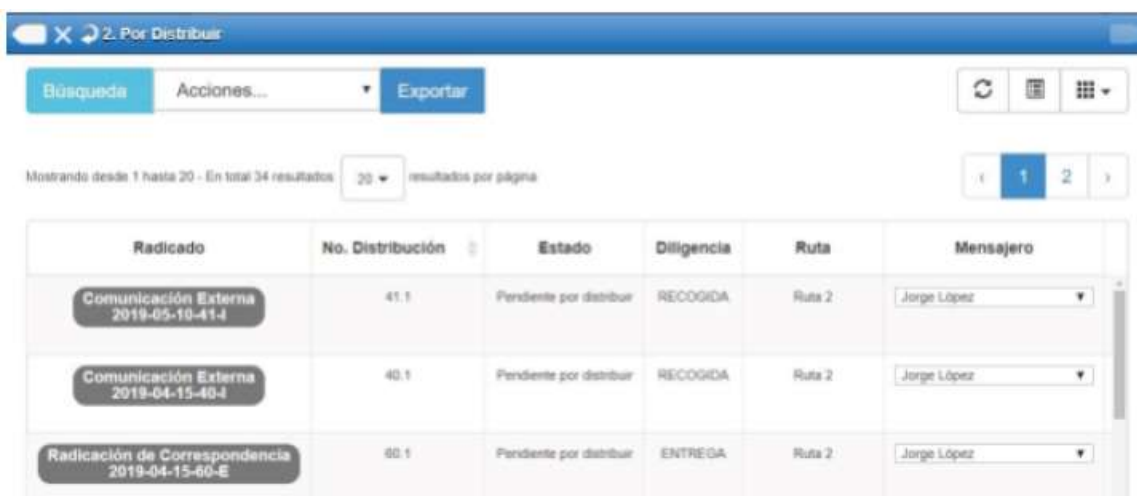 2. Por Distribuir
Búsqueda Acciones... Exportar
Mostrando desde 1 hasta 20 - En total 34 resultados 20 resultados por página
‹ 1 2 ›
Radicado No. Distribución Estado Diligencia Ruta Mensajero
Comunicación Externa
2019-05-10-41-I
41.1 Pendiente por distribuir RECOGIDA Ruta 2 Jorge López
Comunicación Externa
2019-04-15-40-I
40.1 Pendiente por distribuir RECOGIDA Ruta 2 Jorge López
Radicación de Correspondencia
2019-04-15-60-E
60.1 Pendiente por distribuir ENTREGA Ruta 2 Jorge López